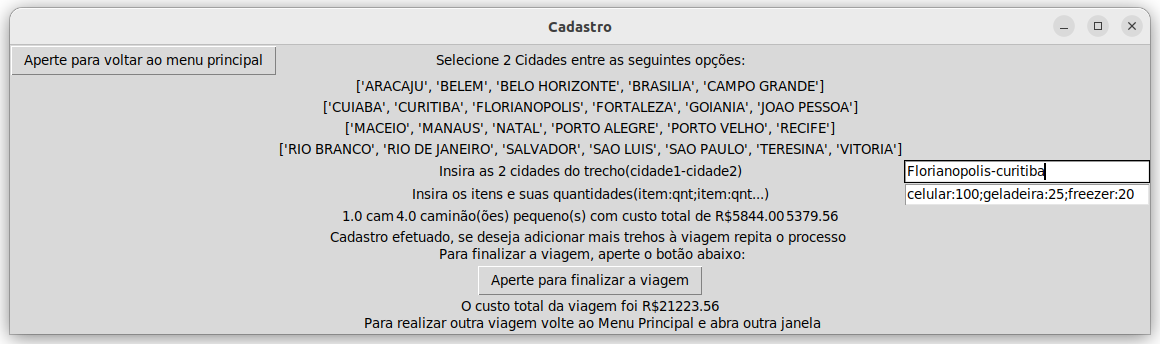 Cadastro
Aperte para voltar ao menu principal
Selecione 2 Cidades entre as seguintes opções:
['ARACAJU', 'BELEM', 'BELO HORIZONTE', 'BRASILIA', 'CAMPO GRANDE']
['CUIABA', 'CURITIBA', 'FLORIANOPOLIS', 'FORTALEZA', 'GOIANIA', 'JOAO PESSOA']
['MACEIO', 'MANAUS', 'NATAL', 'PORTO ALEGRE', 'PORTO VELHO', 'RECIFE']
['RIO BRANCO', 'RIO DE JANEIRO', 'SALVADOR', 'SAO LUIS', 'SAO PAULO', 'TERESINA', 'VITORIA']
Insira as 2 cidades do trecho(cidade1-cidade2)
Florianopolis-curitiba
Insira os itens e suas quantidades(item:qnt;item:qnt...)
celular:100;geladeira:25;freezer:20
1.0 cam 4.0 caminão(ões) pequeno(s) com custo total de R$5844.00 5379.56
Cadastro efetuado, se deseja adicionar mais trehos à viagem repita o processo
Para finalizar a viagem, aperte o botão abaixo:
Aperte para finalizar a viagem
O custo total da viagem foi R$21223.56
Para realizar outra viagem volte ao Menu Principal e abra outra janela